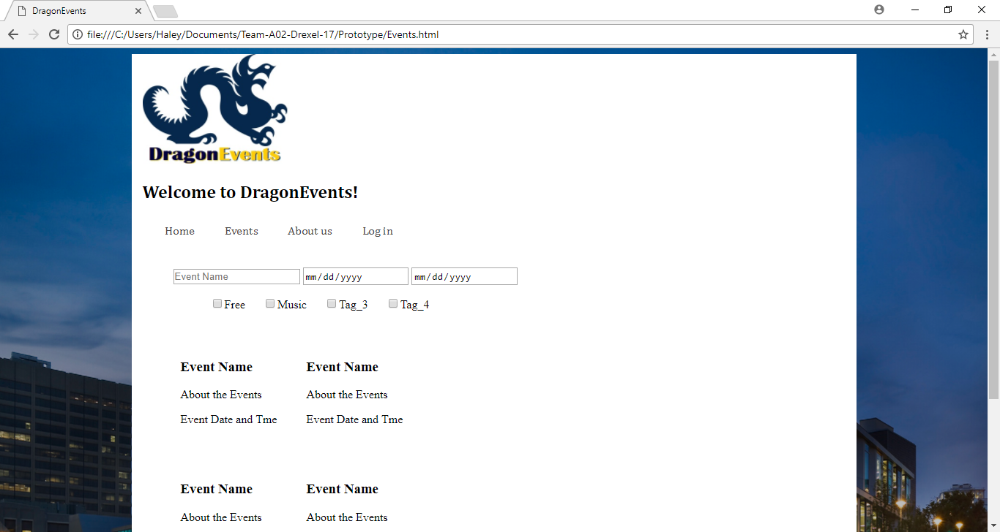 DragonEvents
file:///C:/Users/Haley/Documents/Team-A02-Drexel-17/Prototype/Events.html
DragonEvents
Welcome to DragonEvents!
Home Events About us Log in
Event Name mm/dd/yyyy mm/dd/yyyy
Free Music Tag_3 Tag_4
Event Name Event Name
About the Events About the Events
Event Date and Tme Event Date and Tme
Event Name Event Name
About the Events About the Events